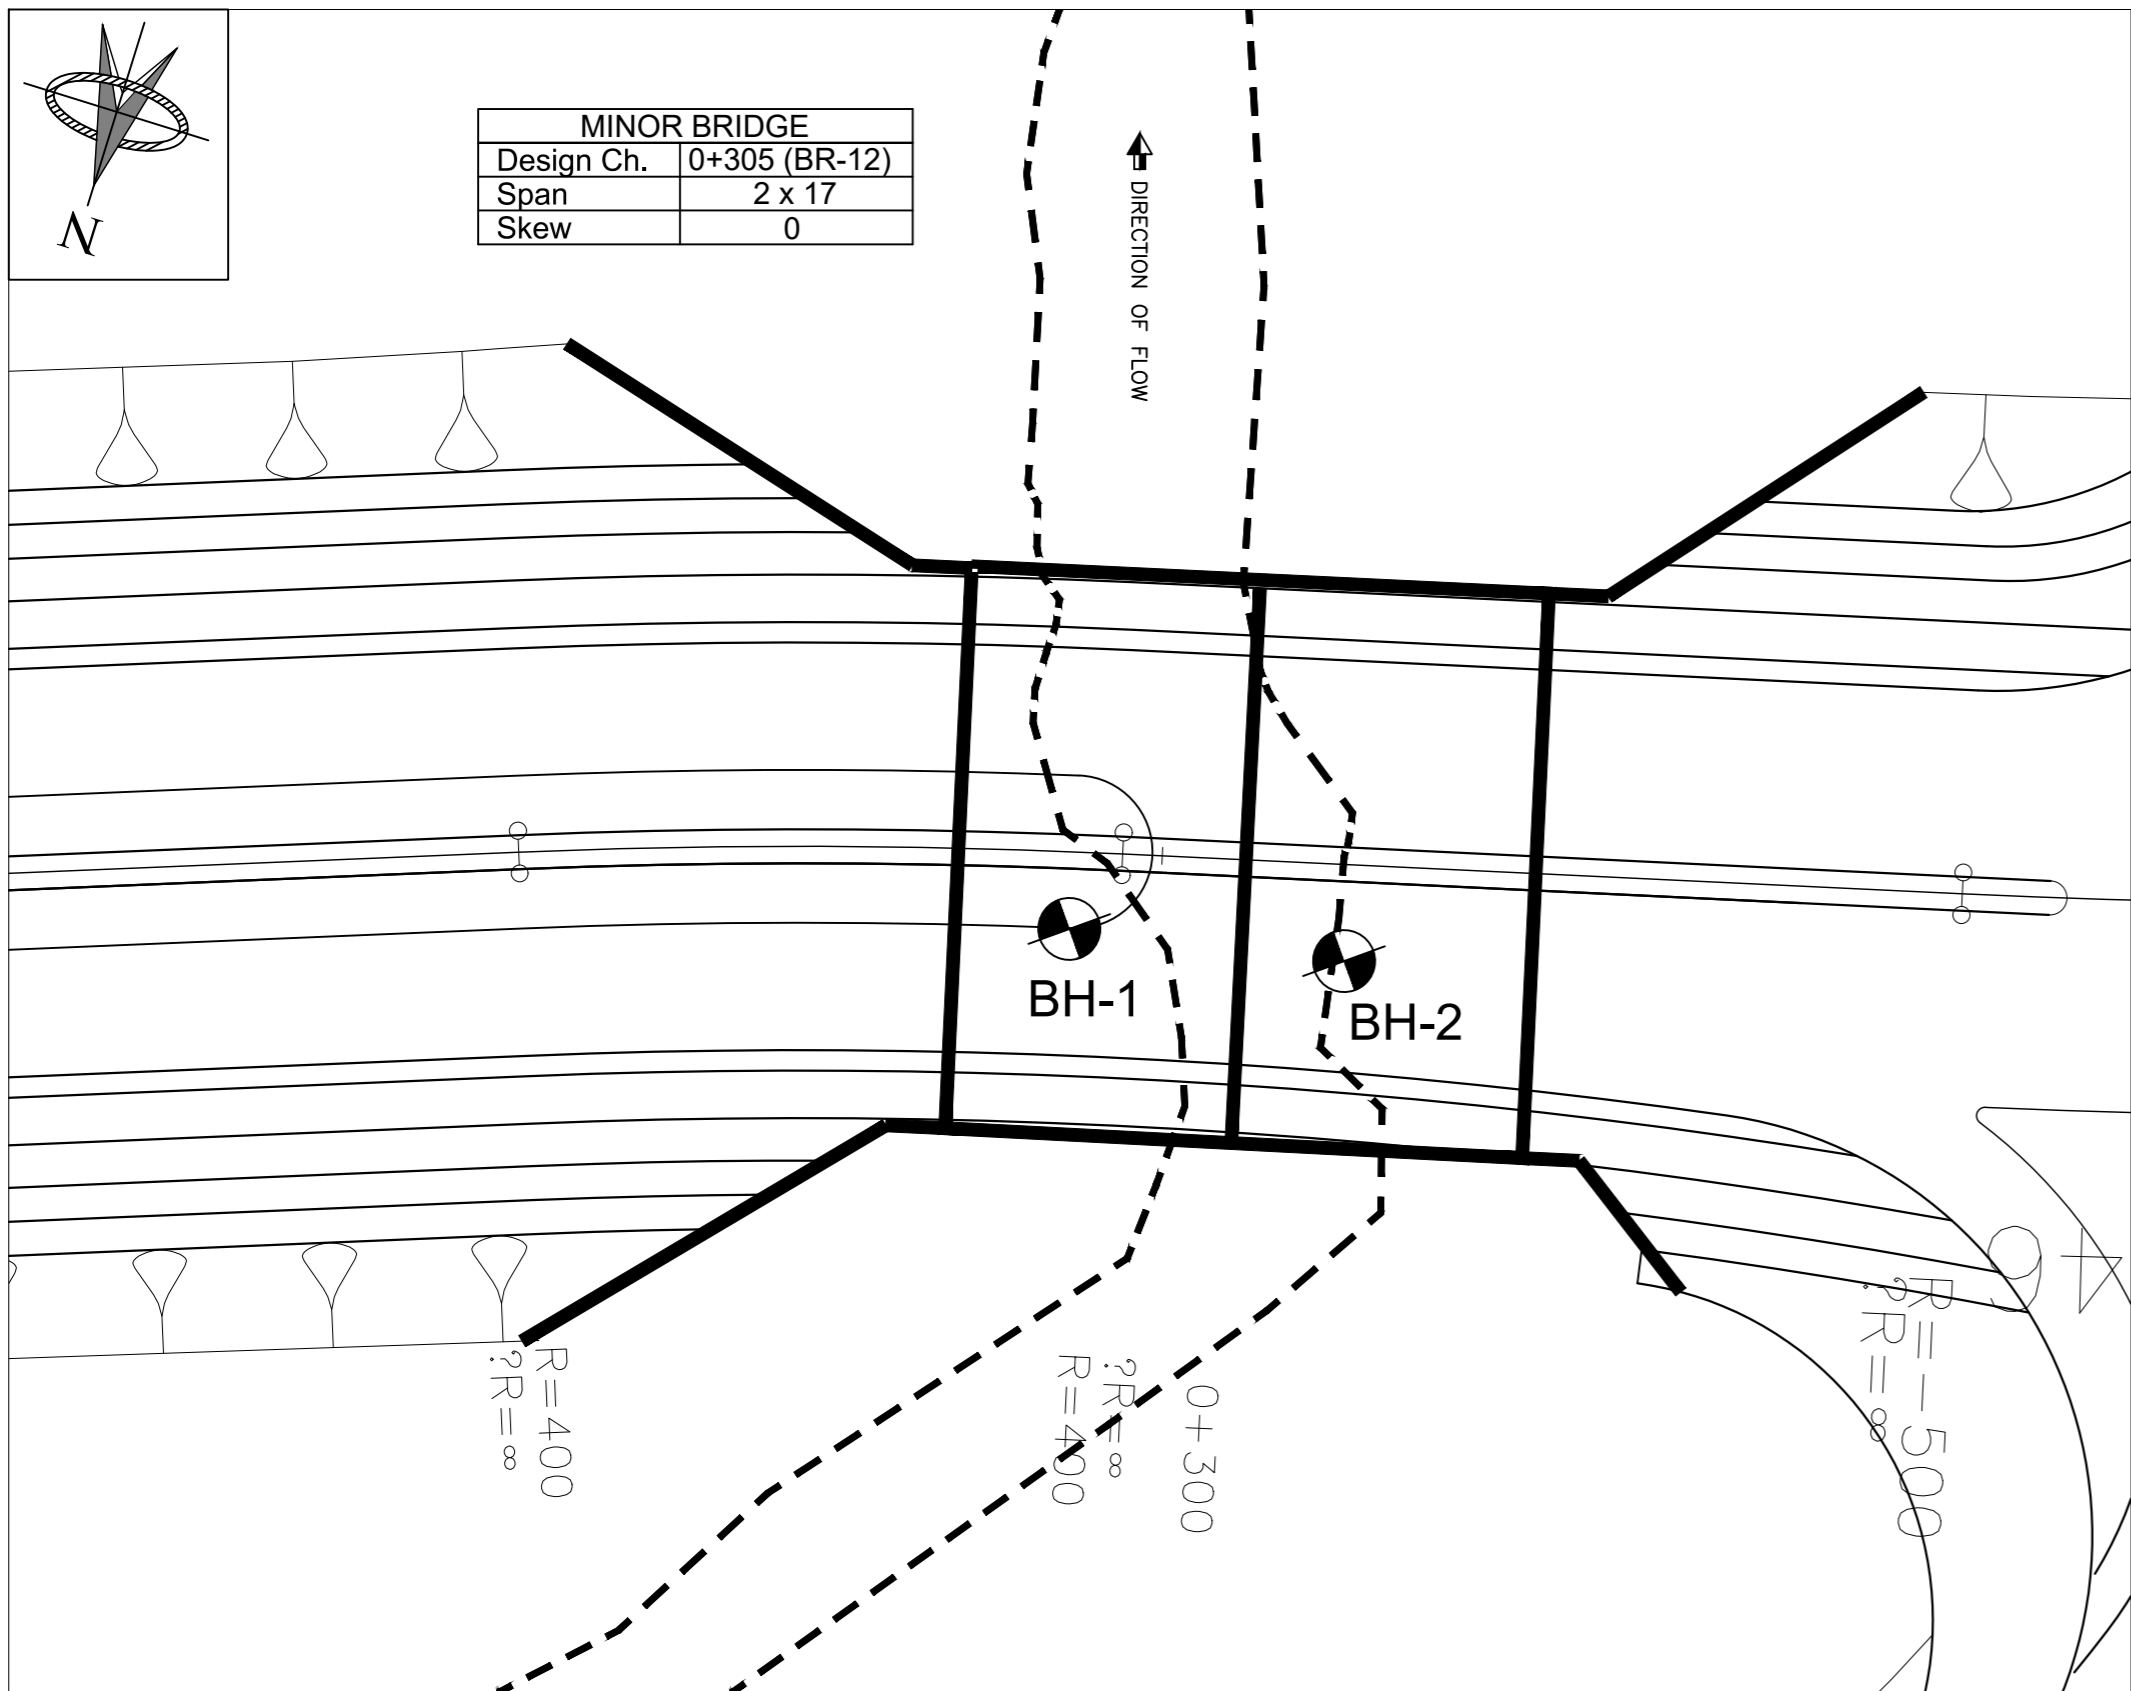 N
MINOR BRIDGE
Design Ch. 0+305 (BR-12)
Span 2 x 17
Skew 0
DIRECTION OF FLOW
BH-1
BH-2
R=400
?R=∞
R=400
?R=∞
0+300
R=-500
?R=∞